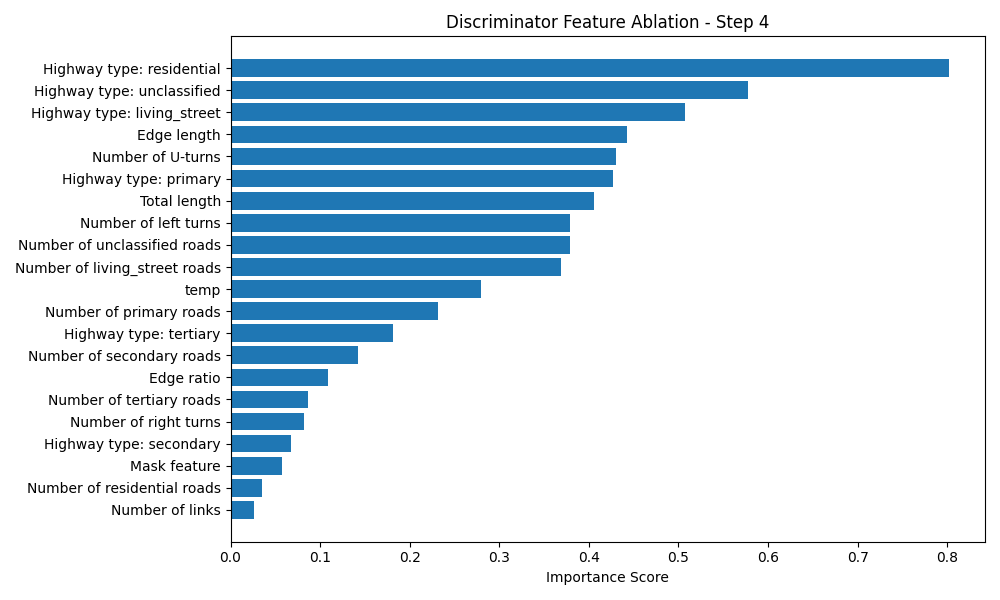 Discriminator Feature Ablation - Step 4
Highway type: residential
Highway type: unclassified
Highway type: living_street
Edge length
Number of U-turns
Highway type: primary
Total length
Number of left turns
Number of unclassified roads
Number of living_street roads
temp
Number of primary roads
Highway type: tertiary
Number of secondary roads
Edge ratio
Number of tertiary roads
Number of right turns
Highway type: secondary
Mask feature
Number of residential roads
Number of links
0.0 0.1 0.2 0.3 0.4 0.5 0.6 0.7 0.8
Importance Score